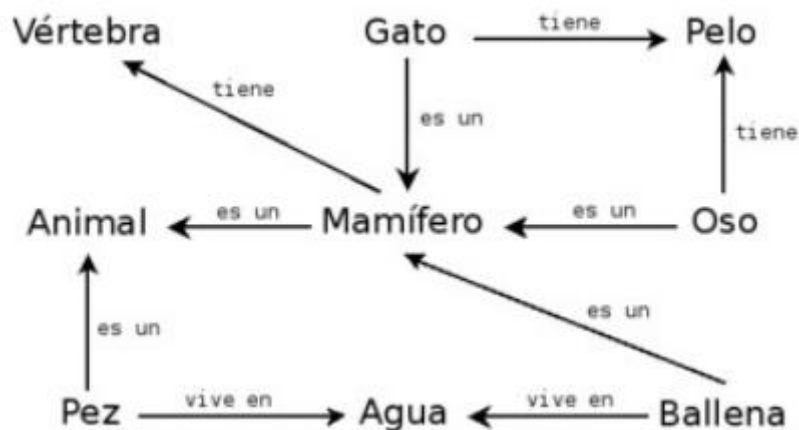 Vértebra Gato tiene Pelo
tiene es un tiene
Animal es un Mamífero es un Oso
es un es un
Pez vive en Agua vive en Ballena